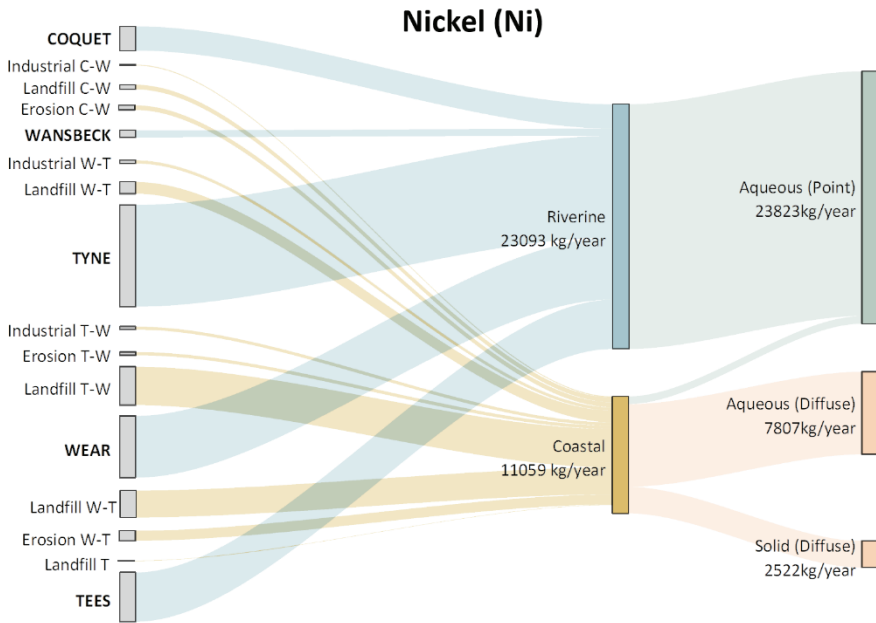 Nickel (Ni)
COQUET
Industrial C-W
Landfill C-W
Erosion C-W
WANSBECK
Industrial W-T
Landfill W-T
TYNE
Industrial T-W
Erosion T-W
Landfill T-W
WEAR
Landfill W-T
Erosion W-T
Landfill T
TEES
Riverine
23093 kg/year
Coastal
11059 kg/year
Aqueous (Point)
23823kg/year
Aqueous (Diffuse)
7807kg/year
Solid (Diffuse)
2522kg/year